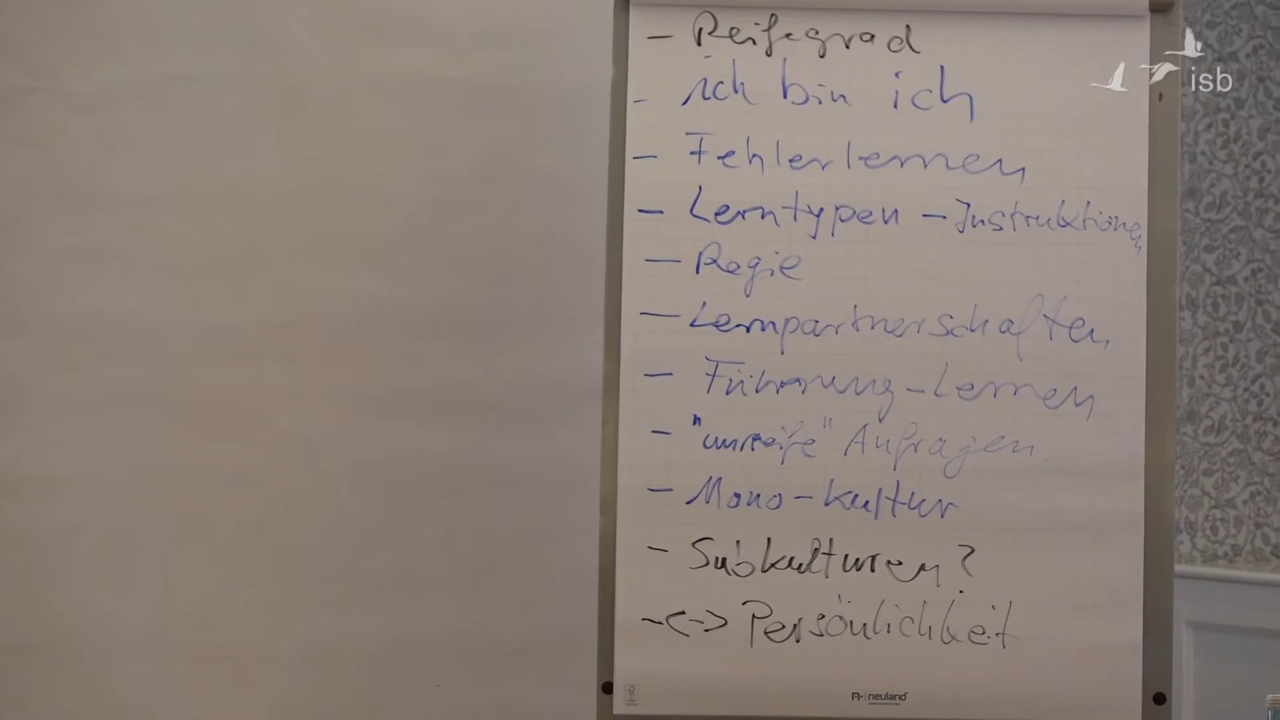 - Reifegrad
- ich bin ich
- Fehlerlernen
- Lerntypen - Instruktionen
- Regie
- Lernpartnerschaften
- Führung-Lernen
- "unreife" Anfragen
- Mono-kultur
- Subkulturen?
- <-> Persönlichkeit
isb
neuland